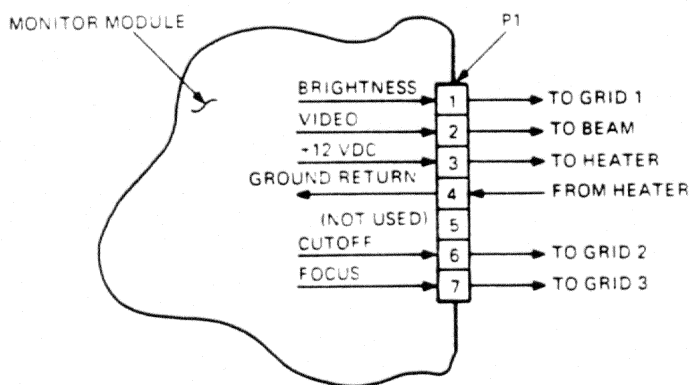 MONITOR MODULE
P1
BRIGHTNESS 1 TO GRID 1
VIDEO 2 TO BEAM
+12 VDC 3 TO HEATER
GROUND RETURN 4 FROM HEATER
(NOT USED) 5
CUTOFF 6 TO GRID 2
FOCUS 7 TO GRID 3